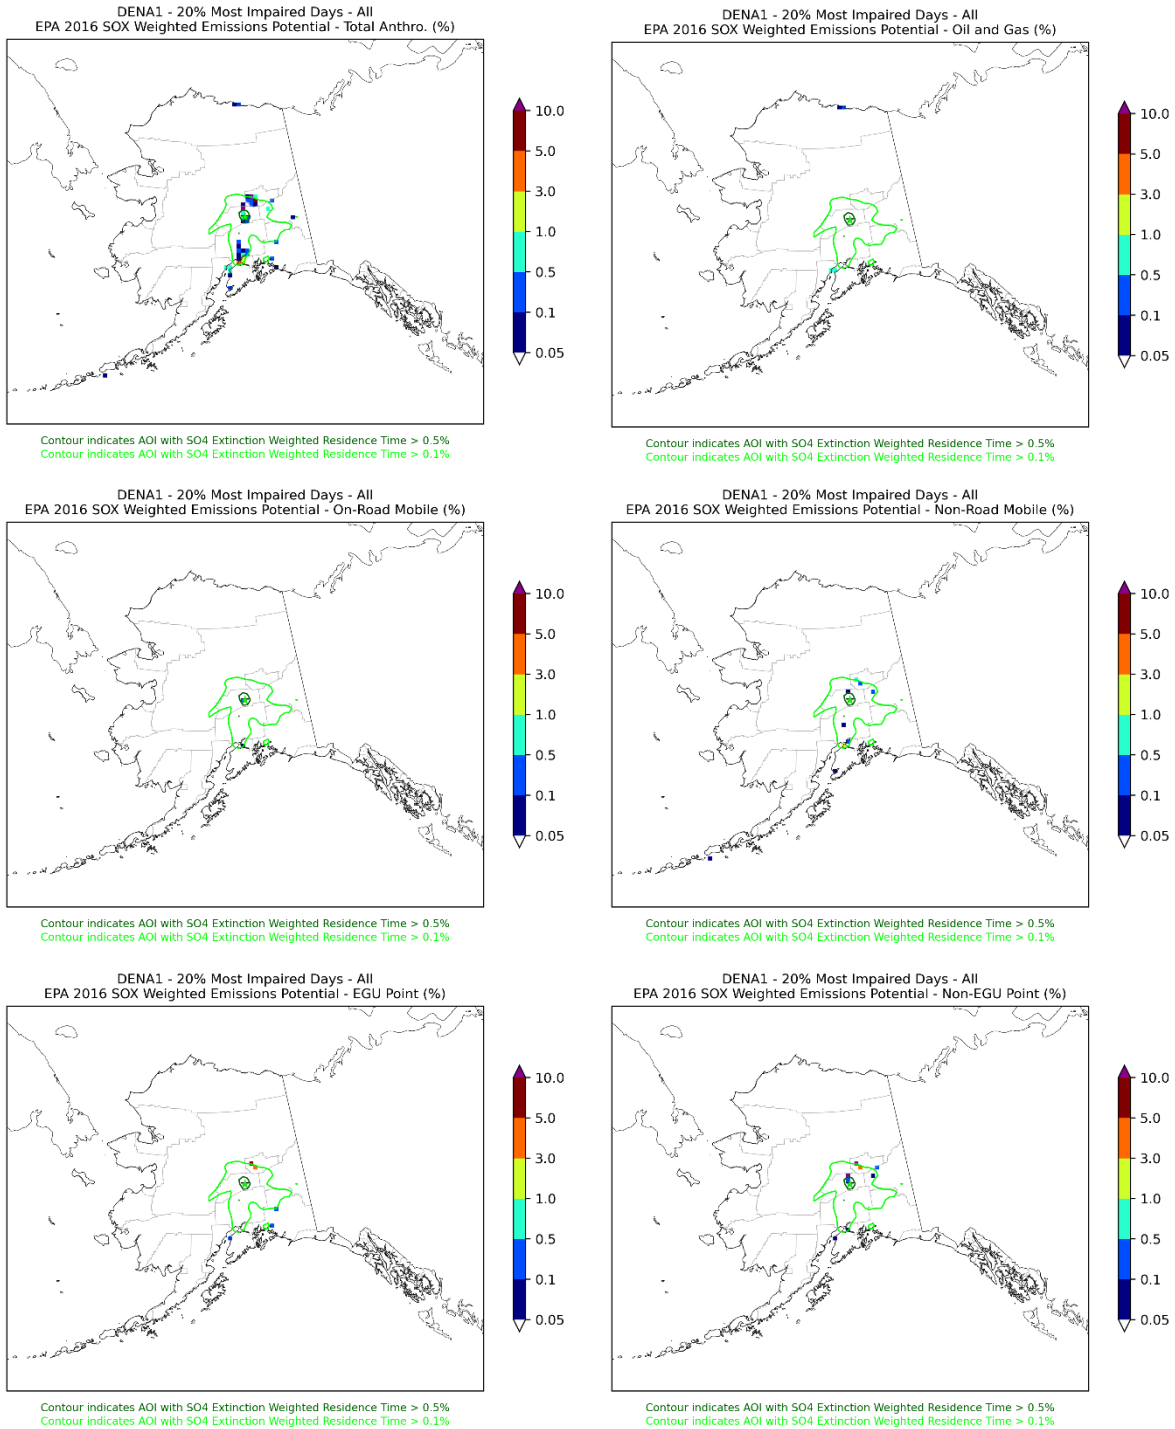 DENA1 - 20% Most Impaired Days - All
EPA 2016 SOX Weighted Emissions Potential - Total Anthro. (%)
10.0
5.0
3.0
1.0
0.5
0.1
0.05
Contour indicates AOI with SO4 Extinction Weighted Residence Time > 0.5%
Contour indicates AOI with SO4 Extinction Weighted Residence Time > 0.1%
DENA1 - 20% Most Impaired Days - All
EPA 2016 SOX Weighted Emissions Potential - Oil and Gas (%)
10.0
5.0
3.0
1.0
0.5
0.1
0.05
Contour indicates AOI with SO4 Extinction Weighted Residence Time > 0.5%
Contour indicates AOI with SO4 Extinction Weighted Residence Time > 0.1%
DENA1 - 20% Most Impaired Days - All
EPA 2016 SOX Weighted Emissions Potential - On-Road Mobile (%)
10.0
5.0
3.0
1.0
0.5
0.1
0.05
Contour indicates AOI with SO4 Extinction Weighted Residence Time > 0.5%
Contour indicates AOI with SO4 Extinction Weighted Residence Time > 0.1%
DENA1 - 20% Most Impaired Days - All
EPA 2016 SOX Weighted Emissions Potential - Non-Road Mobile (%)
10.0
5.0
3.0
1.0
0.5
0.1
0.05
Contour indicates AOI with SO4 Extinction Weighted Residence Time > 0.5%
Contour indicates AOI with SO4 Extinction Weighted Residence Time > 0.1%
DENA1 - 20% Most Impaired Days - All
EPA 2016 SOX Weighted Emissions Potential - EGU Point (%)
10.0
5.0
3.0
1.0
0.5
0.1
0.05
Contour indicates AOI with SO4 Extinction Weighted Residence Time > 0.5%
Contour indicates AOI with SO4 Extinction Weighted Residence Time > 0.1%
DENA1 - 20% Most Impaired Days - All
EPA 2016 SOX Weighted Emissions Potential - Non-EGU Point (%)
10.0
5.0
3.0
1.0
0.5
0.1
0.05
Contour indicates AOI with SO4 Extinction Weighted Residence Time > 0.5%
Contour indicates AOI with SO4 Extinction Weighted Residence Time > 0.1%